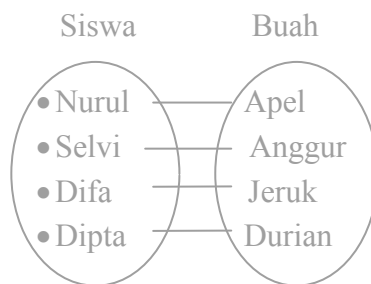 Siswa Buah
• Nurul Apel
• Selvi Anggur
• Difa Jeruk
• Dipta Durian